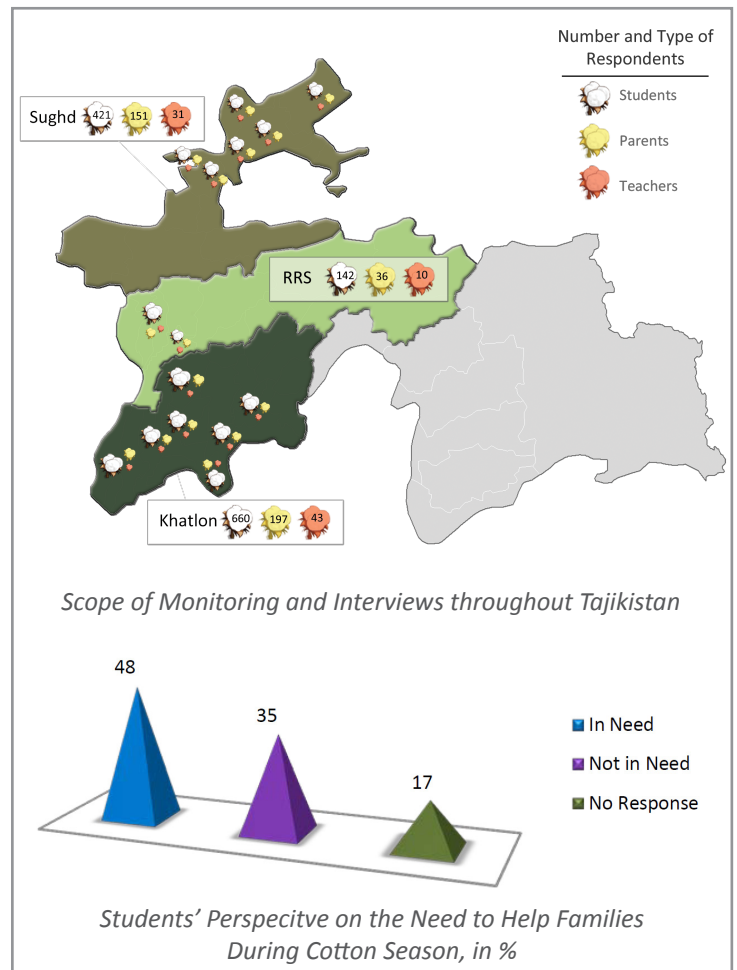 Number and Type of
Respondents
Students
Parents
Teachers
Sughd 421 151 31
RRS 142 36 10
Khatlon 660 197 43
Scope of Monitoring and Interviews throughout Tajikistan
48
35
17
In Need
Not in Need
No Response
Students’ Perspecitve on the Need to Help Families
During Cotton Season, in %